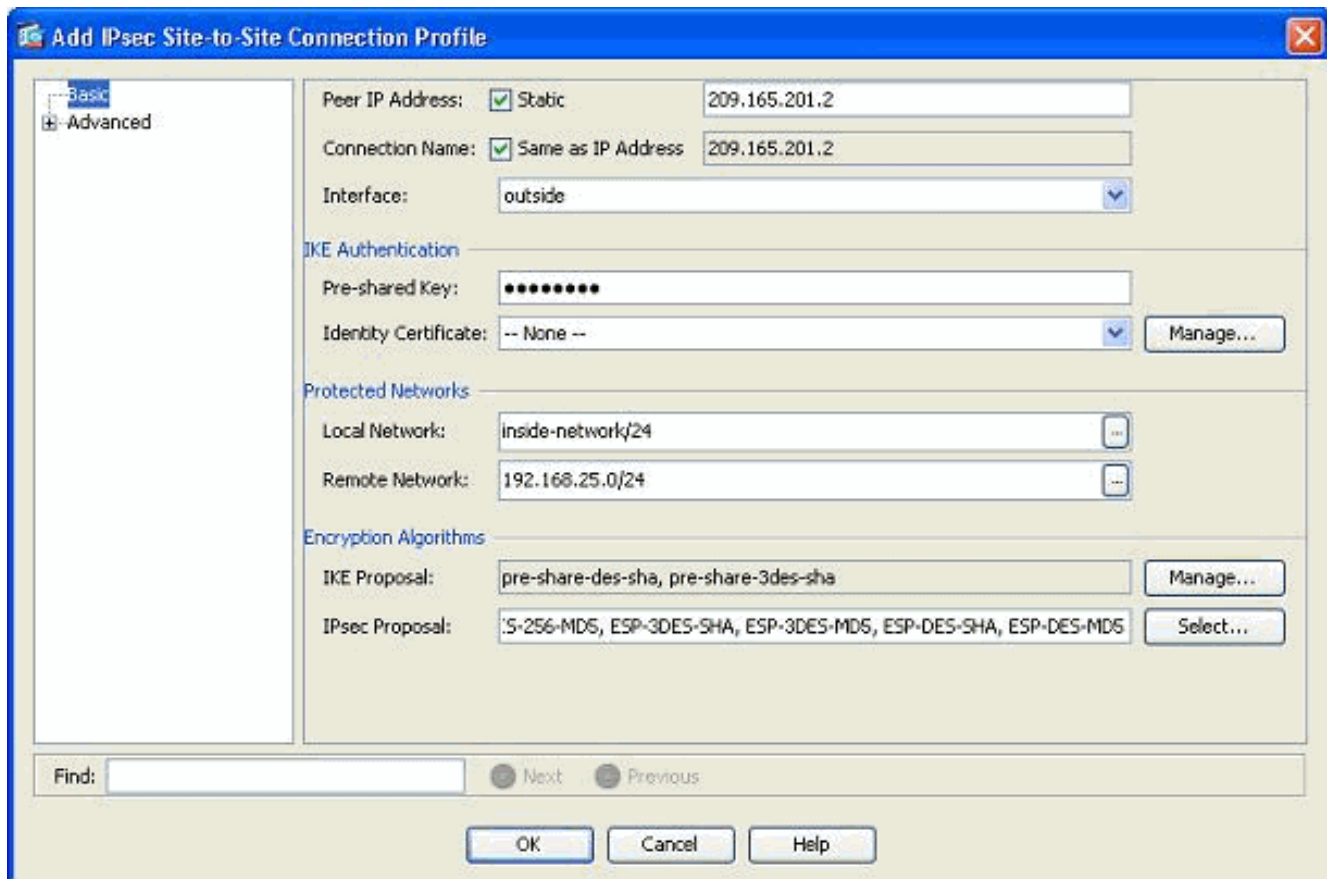 Add IPsec Site-to-Site Connection Profile
Basic
Advanced
Peer IP Address: Static 209.165.201.2
Connection Name: Same as IP Address 209.165.201.2
Interface: outside
IKE Authentication
Pre-shared Key: ••••••••
Identity Certificate: -- None -- Manage...
Protected Networks
Local Network: inside-network/24 ...
Remote Network: 192.168.25.0/24 ...
Encryption Algorithms
IKE Proposal: pre-share-des-sha, pre-share-3des-sha Manage...
IPsec Proposal: S-256-MD5, ESP-3DES-SHA, ESP-3DES-MD5, ESP-DES-SHA, ESP-DES-MD5 Select...
Find: Next Previous
OK Cancel Help